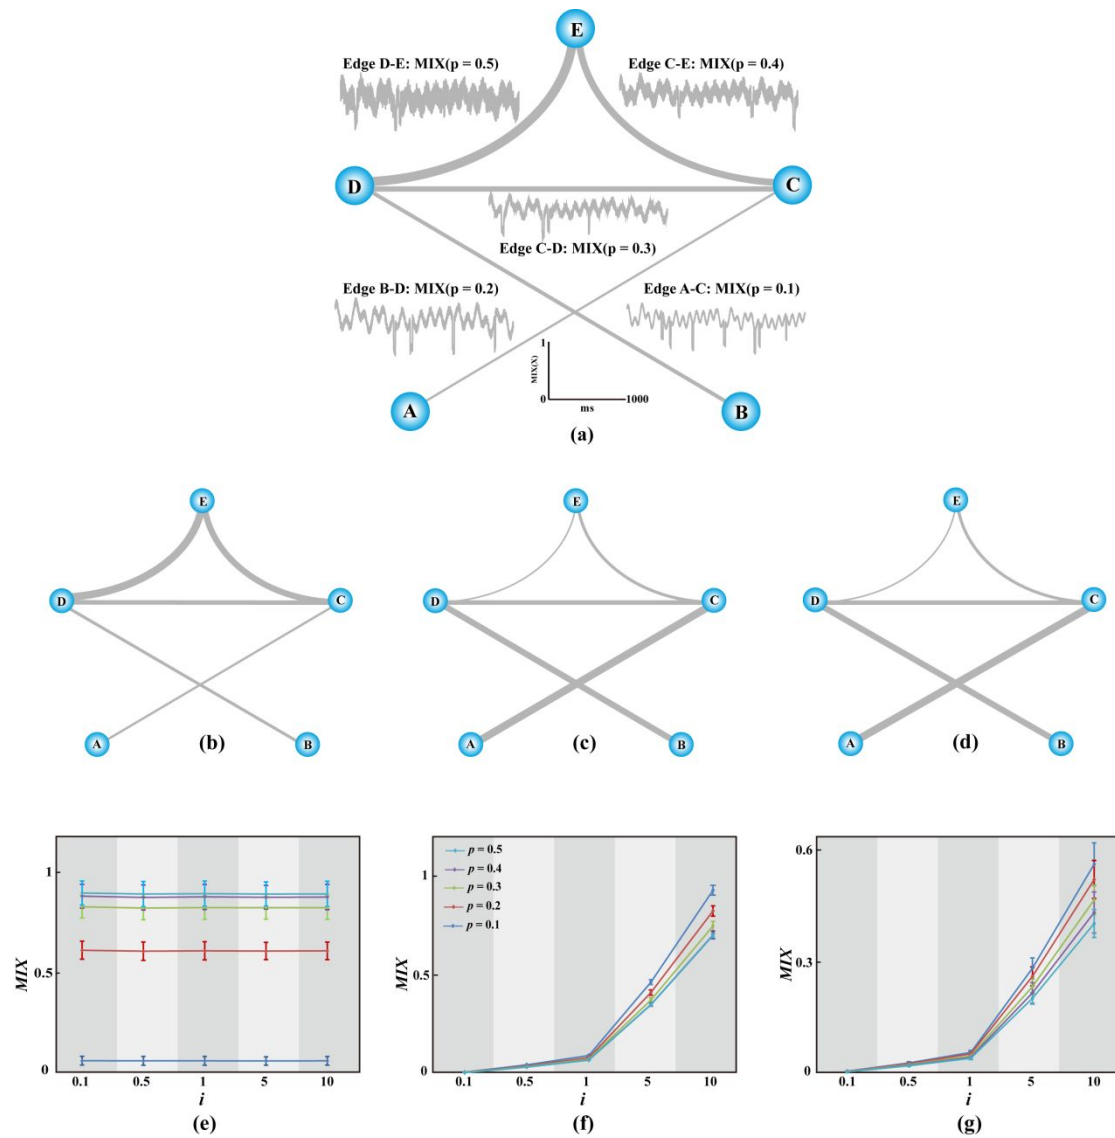 E
Edge D-E: MIX(p = 0.5)
Edge C-E: MIX(p = 0.4)
D
C
Edge C-D: MIX(p = 0.3)
Edge B-D: MIX(p = 0.2)
Edge A-C: MIX(p = 0.1)
1
MIX(X)
0
1000
ms
A
B
(a)
E
D
C
A
B
(b)
E
D
C
A
B
(c)
E
D
C
A
B
(d)
1
0.5
0
MIX
0.1 0.5 1 5 10
i
(e)
p = 0.5
p = 0.4
p = 0.3
p = 0.2
p = 0.1
1
0.5
0
MIX
0.1 0.5 1 5 10
i
(f)
0.6
0.3
0
MIX
0.1 0.5 1 5 10
i
(g)